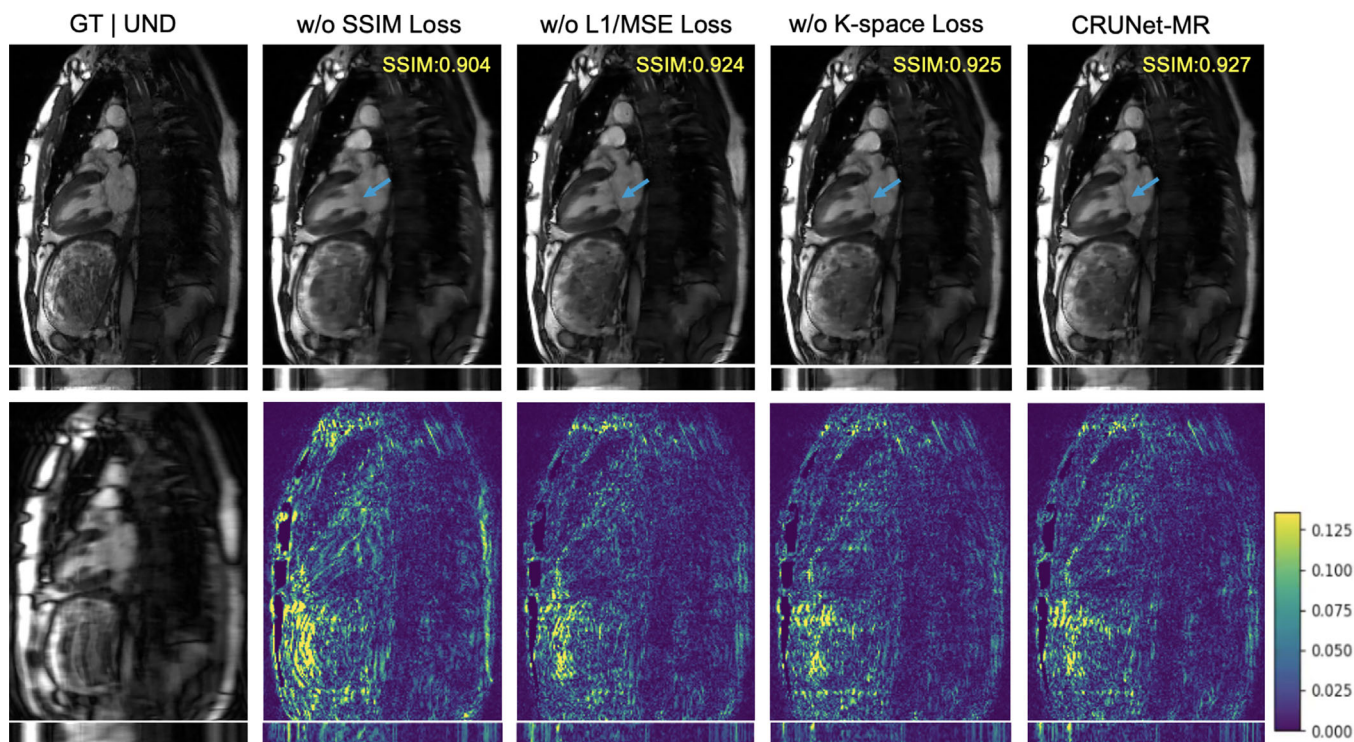 GT | UND
w/o SSIM Loss
w/o L1/MSE Loss
w/o K-space Loss
CRUNet-MR
SSIM:0.904
SSIM:0.924
SSIM:0.925
SSIM:0.927
0.125
0.100
0.075
0.050
0.025
0.000